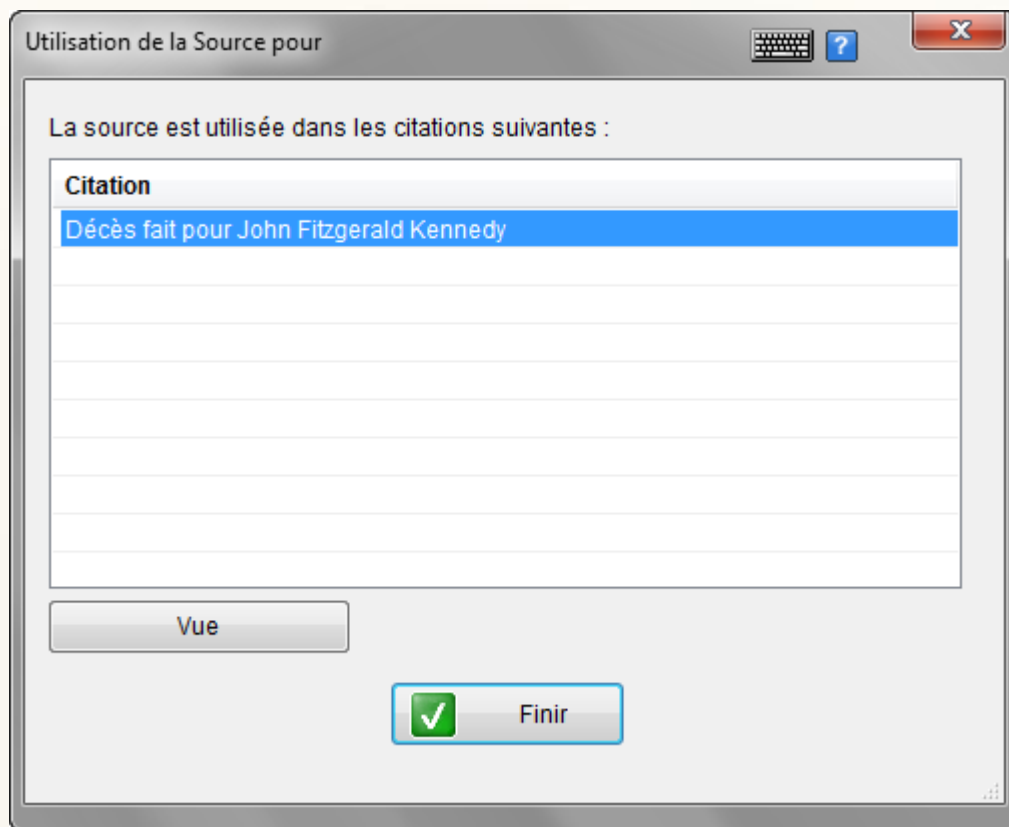 Utilisation de la Source pour
?
La source est utilisée dans les citations suivantes :
Citation
Décès fait pour John Fitzgerald Kennedy
Vue
Finir